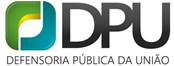 DPU
DEFENSORIA PÚBLICA DA UNIÃO